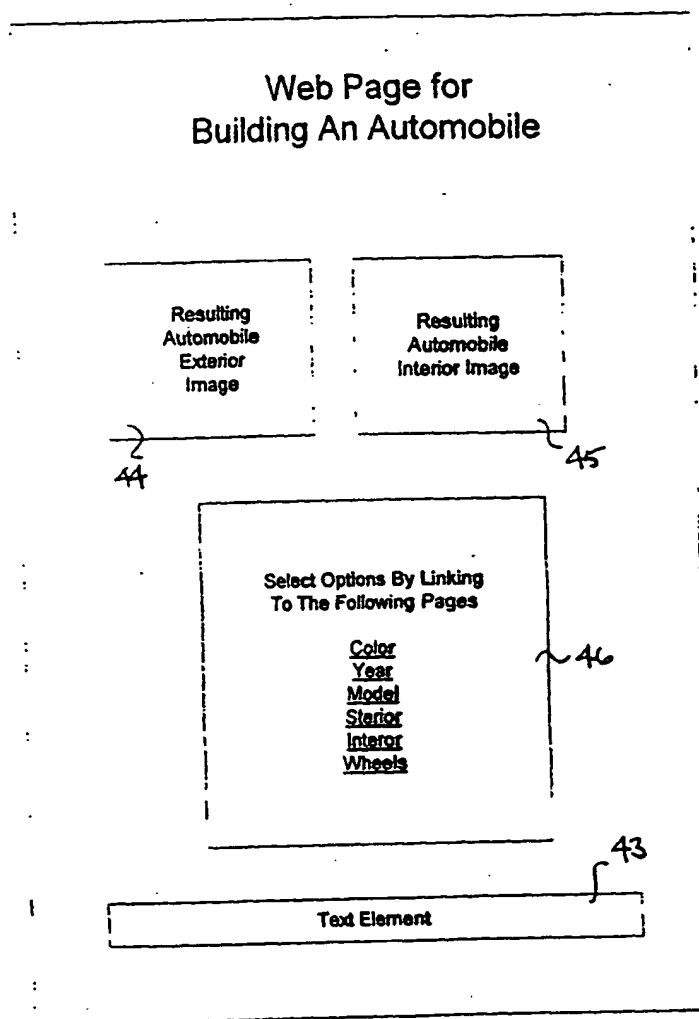 Web Page for
Building An Automobile
Resulting
Automobile
Exterior
Image
44
Resulting
Automobile
Interior Image
45
Select Options By Linking
To The Following Pages
Color
Year
Model
Sterior
Interor
Wheels
46
43
Text Element